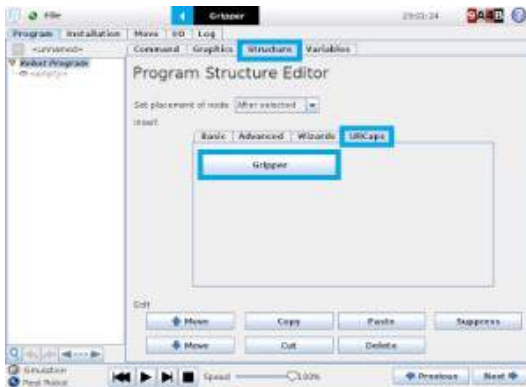 File
Gripper
Program Installation Move I/O Log
<unnamed>
Command Graphics Structure Variables
Robot Program
<empty>
Program Structure Editor
Set placement of node After selected
Insert
Basic Advanced Wizards URCaps
Gripper
Edit
Move Copy Paste Suppress
Move Cut Delete
Simulation
Real Robot
Speed 100%
Previous Next